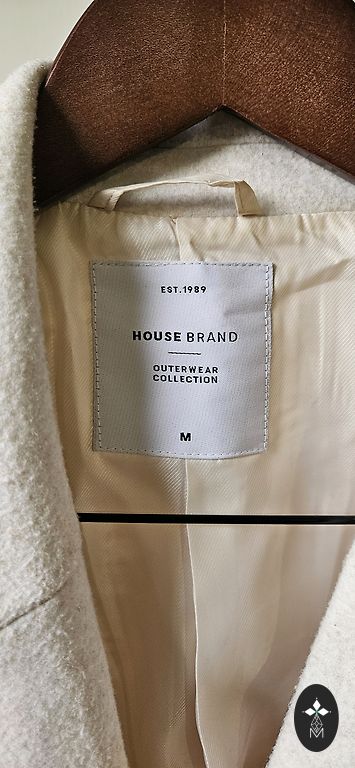 EST.1989
HOUSE BRAND
OUTERWEAR
COLLECTION
M
M